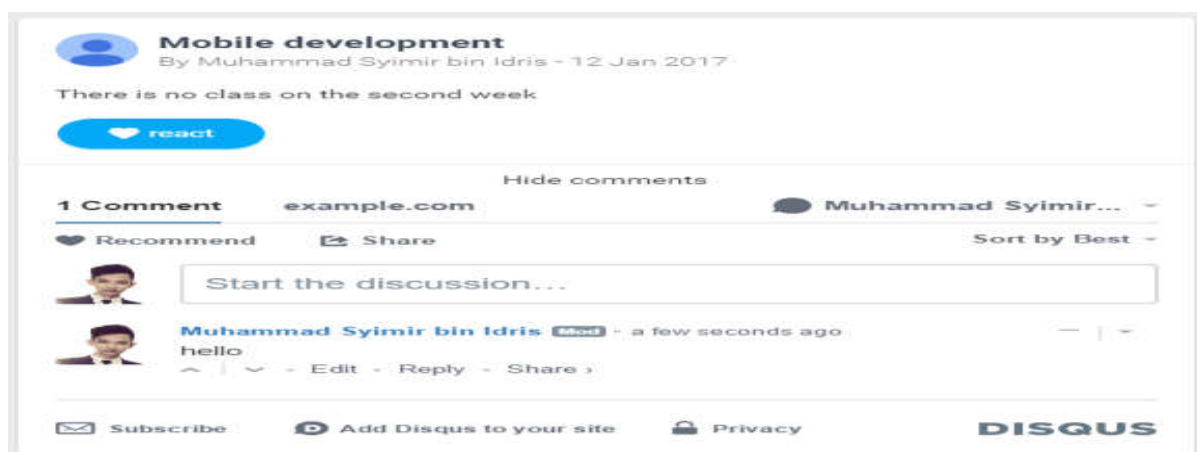 Mobile development
By Muhammad Syimir bin Idris - 12 Jan 2017
There is no class on the second week
react
Hide comments
1 Comment example.com Muhammad Syimir...
Recommend Share Sort by Best
Start the discussion...
Muhammad Syimir bin Idris Mod - a few seconds ago
hello
- Edit - Reply - Share ›
Subscribe Add Disqus to your site Privacy DISQUS